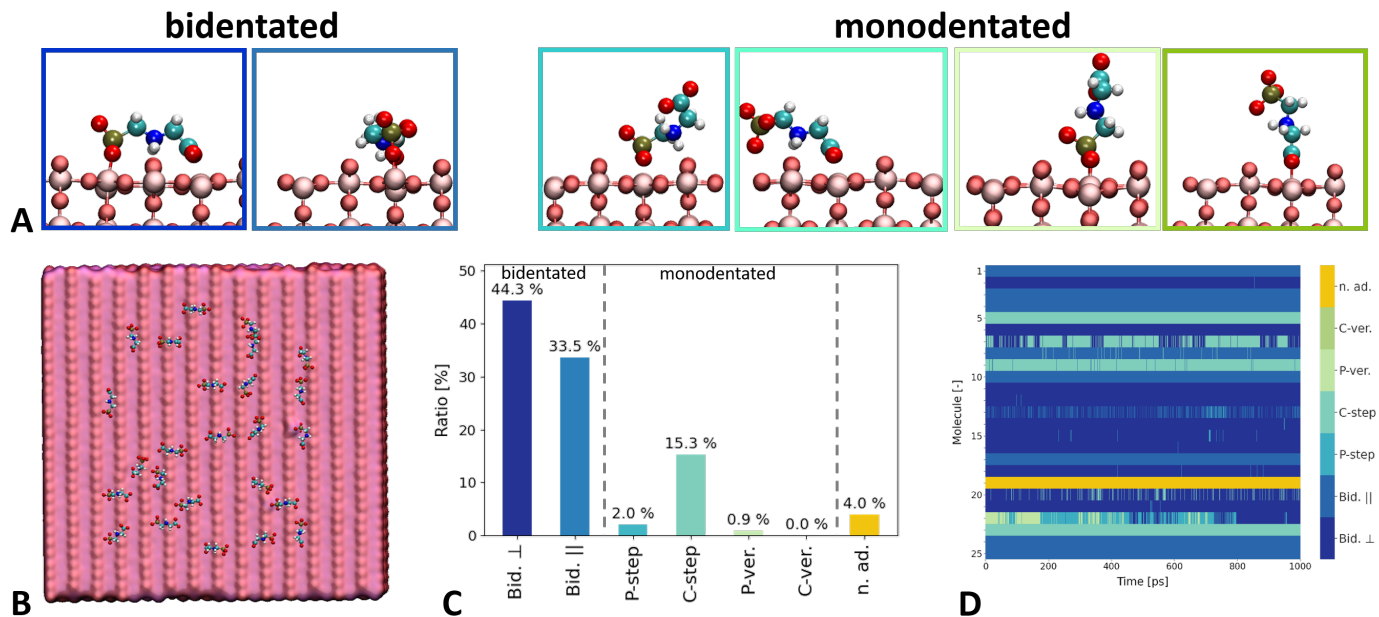 bidentated
monodentated
A
B
C
50
40
30
20
10
0
Ratio [%]
bidentated
monodentated
44.3 %
33.5 %
2.0 %
15.3 %
0.9 %
0.0 %
4.0 %
Bid. ⊥
Bid. ||
P-step
C-step
P-ver.
C-ver.
n. ad.
D
Molecule [-]
1
5
10
15
20
25
0
200
400
600
800
1000
Time [ps]
n. ad.
C-ver.
P-ver.
C-step
P-step
Bid. ||
Bid. ⊥